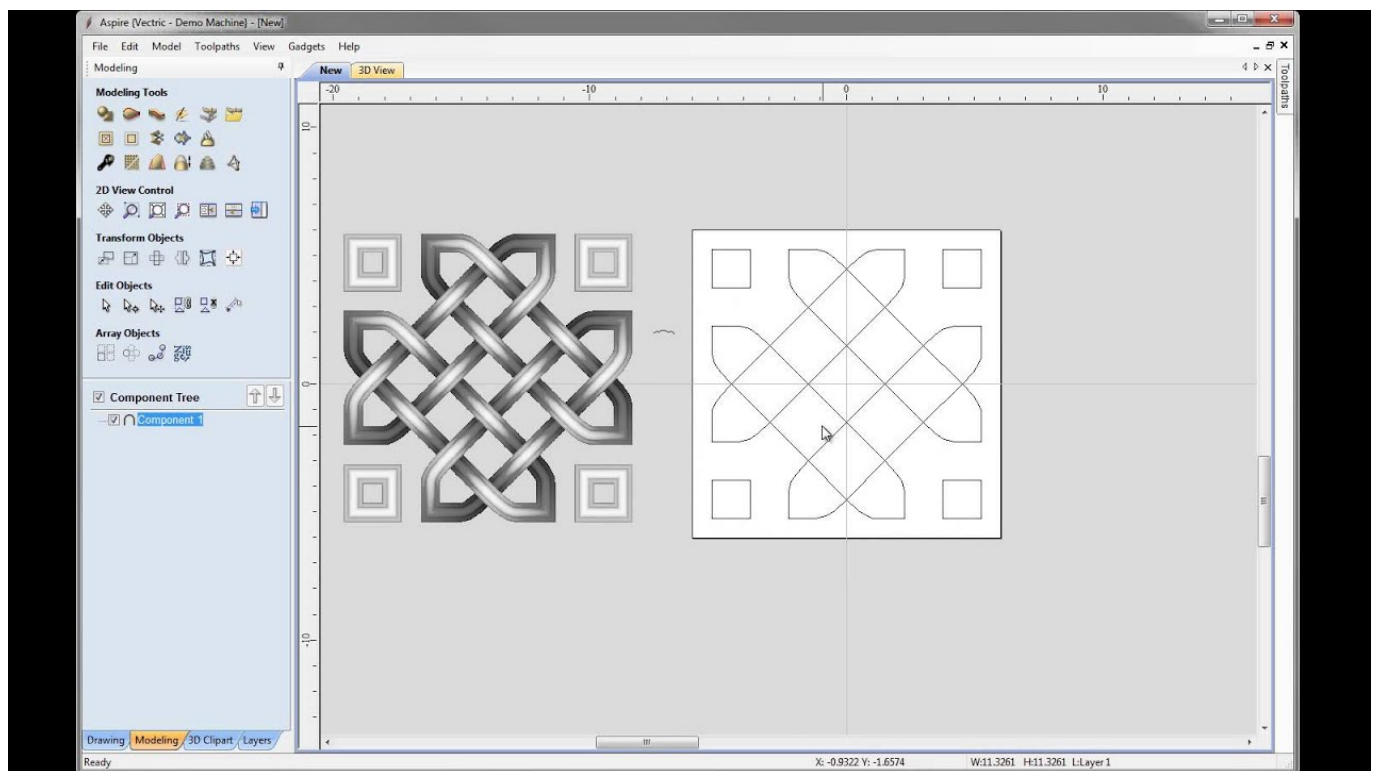 Aspire (Vectric - Demo Machine) - [New]
File Edit Model Toolpaths View Gadgets Help
Modeling
New 3D View
Toolpaths
Modeling Tools
-20 -10 0 10
10
0
-10
2D View Control
Transform Objects
Edit Objects
Array Objects
Component Tree
Component 1
Drawing Modeling 3D Clipart Layers
Ready
X: -0.9322 Y: -1.6574
W:11.3261 H:11.3261 L:Layer 1